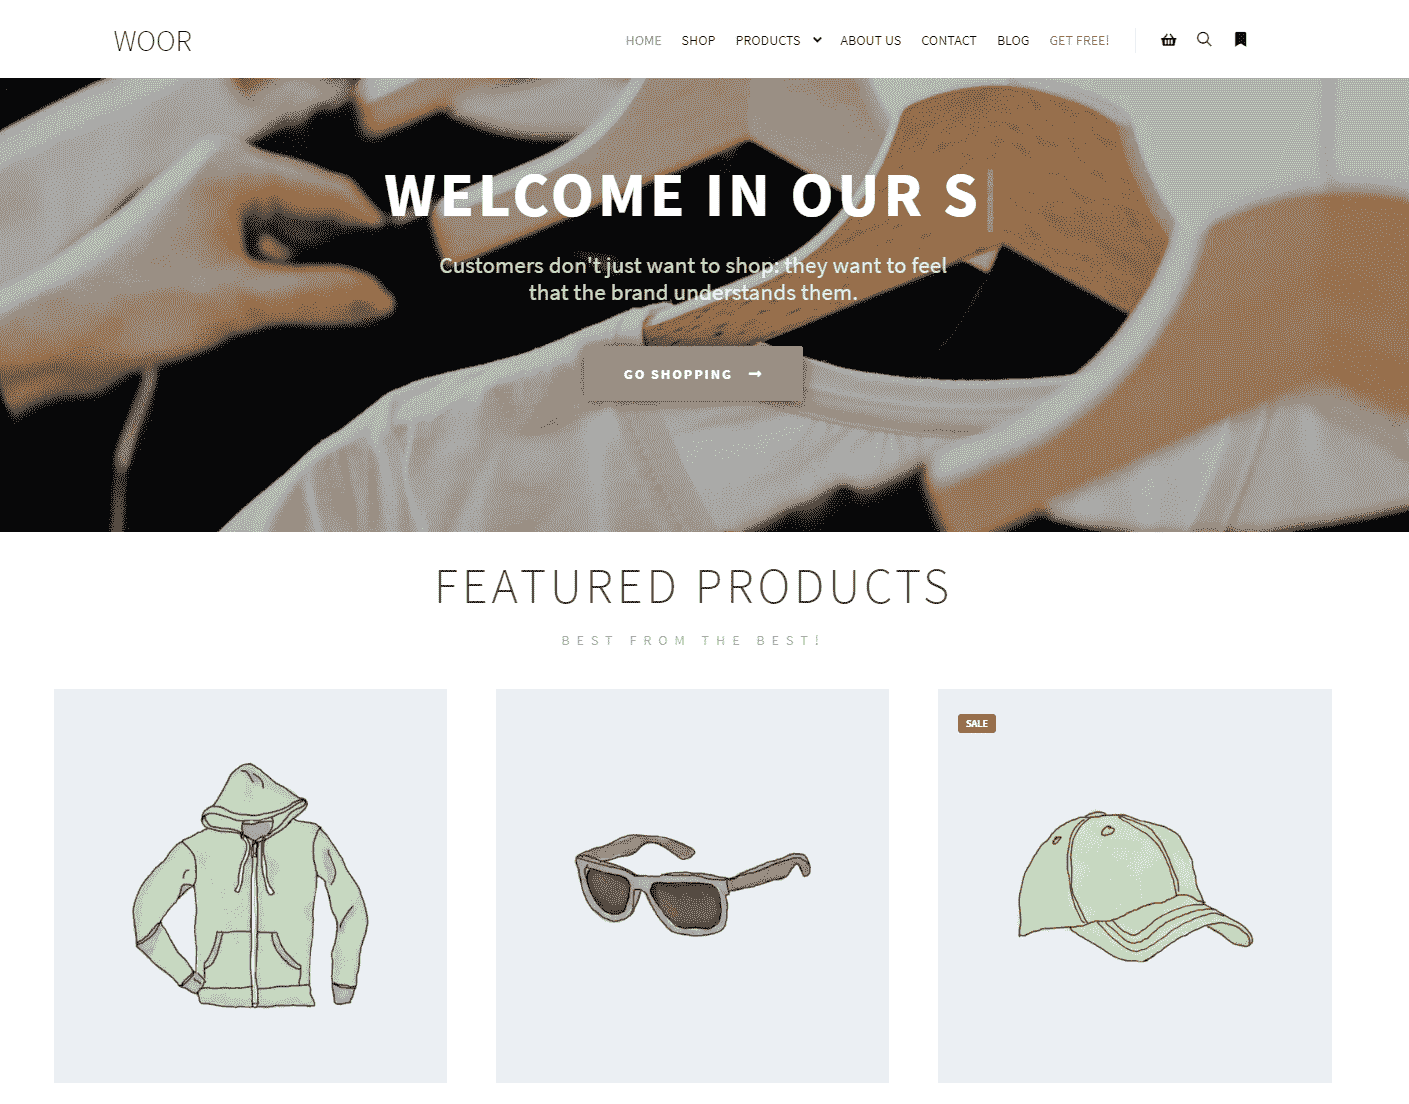 WOOR
HOME SHOP PRODUCTS ABOUT US CONTACT BLOG GET FREE!
WELCOME IN OUR S
Customers don't just want to shop: they want to feel
that the brand understands them.
GO SHOPPING
FEATURED PRODUCTS
BEST FROM THE BEST!
SALE